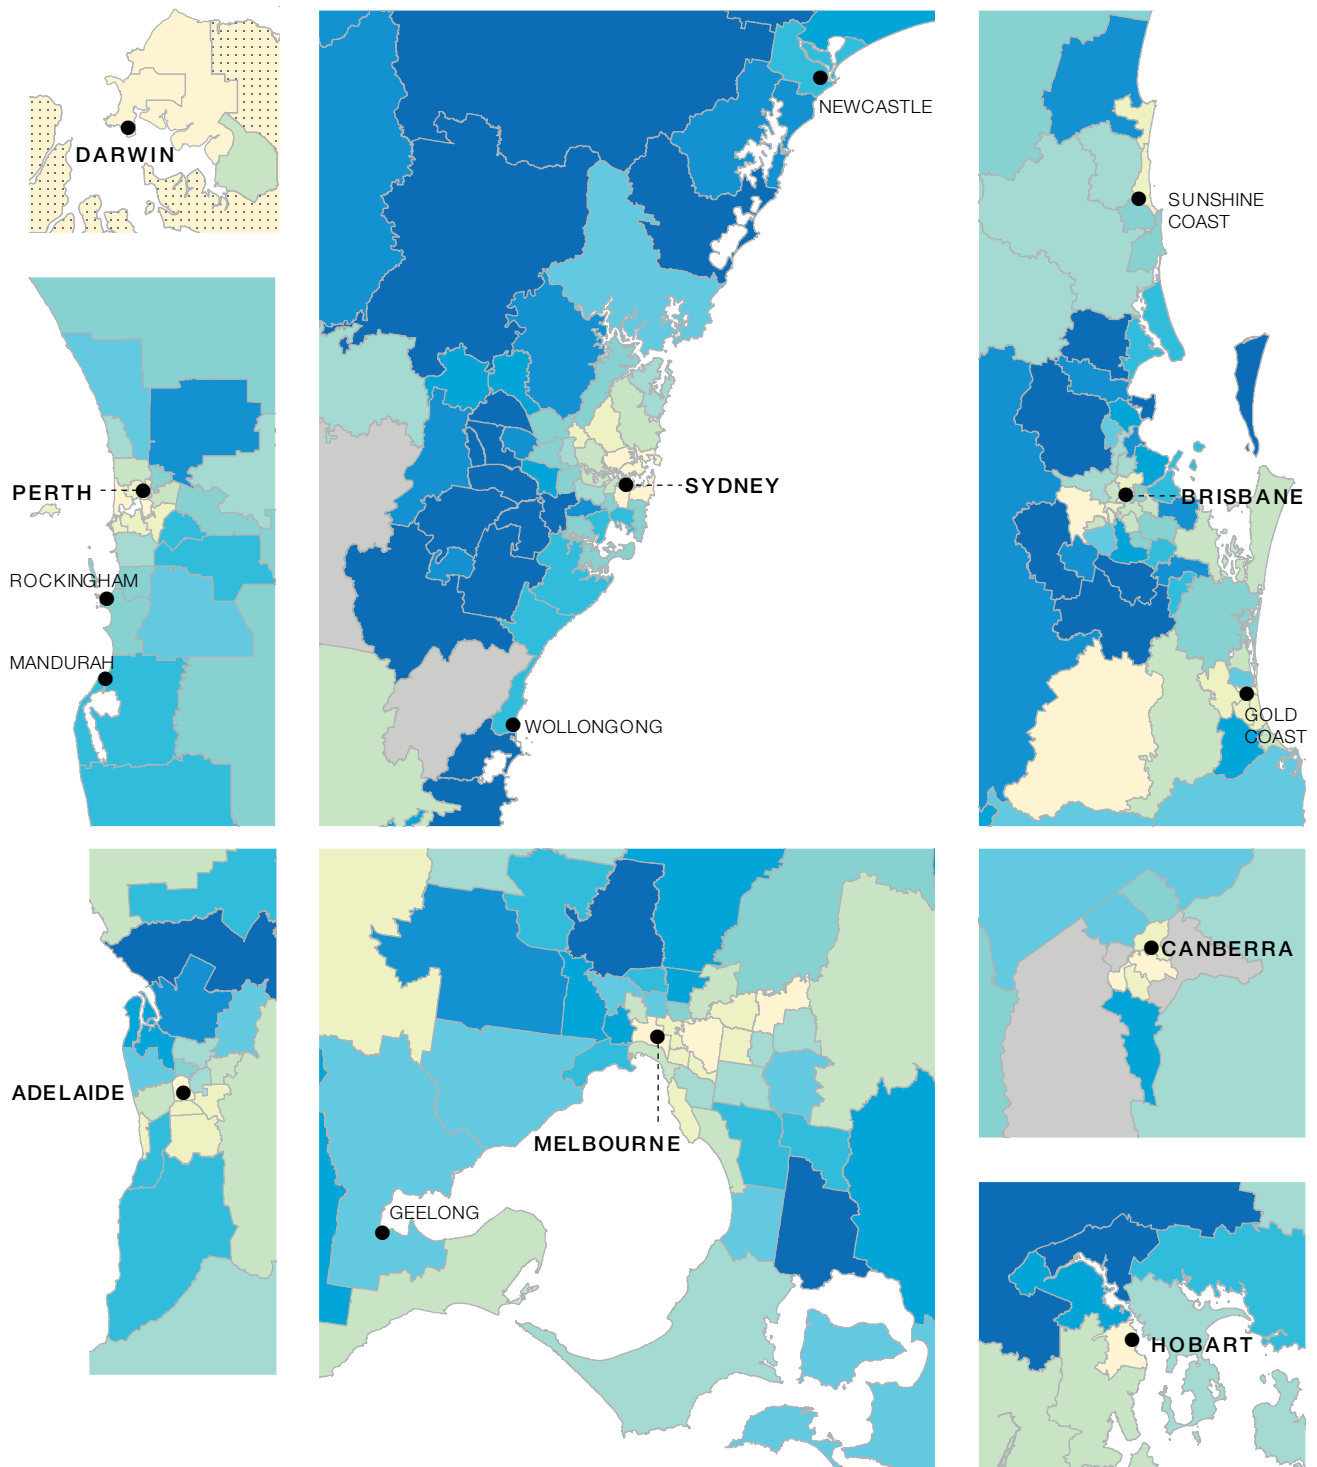 DARWIN
NEWCASTLE
SUNSHINE
COAST
PERTH
SYDNEY
BRISBANE
ROCKINGHAM
MANDURAH
WOLLONGONG
GOLD
COAST
CANBERRA
ADELAIDE
MELBOURNE
GEELONG
HOBART